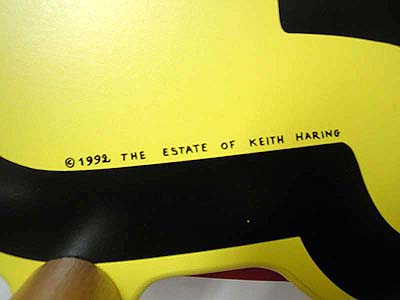 ©1992 THE ESTATE OF KEITH HARING